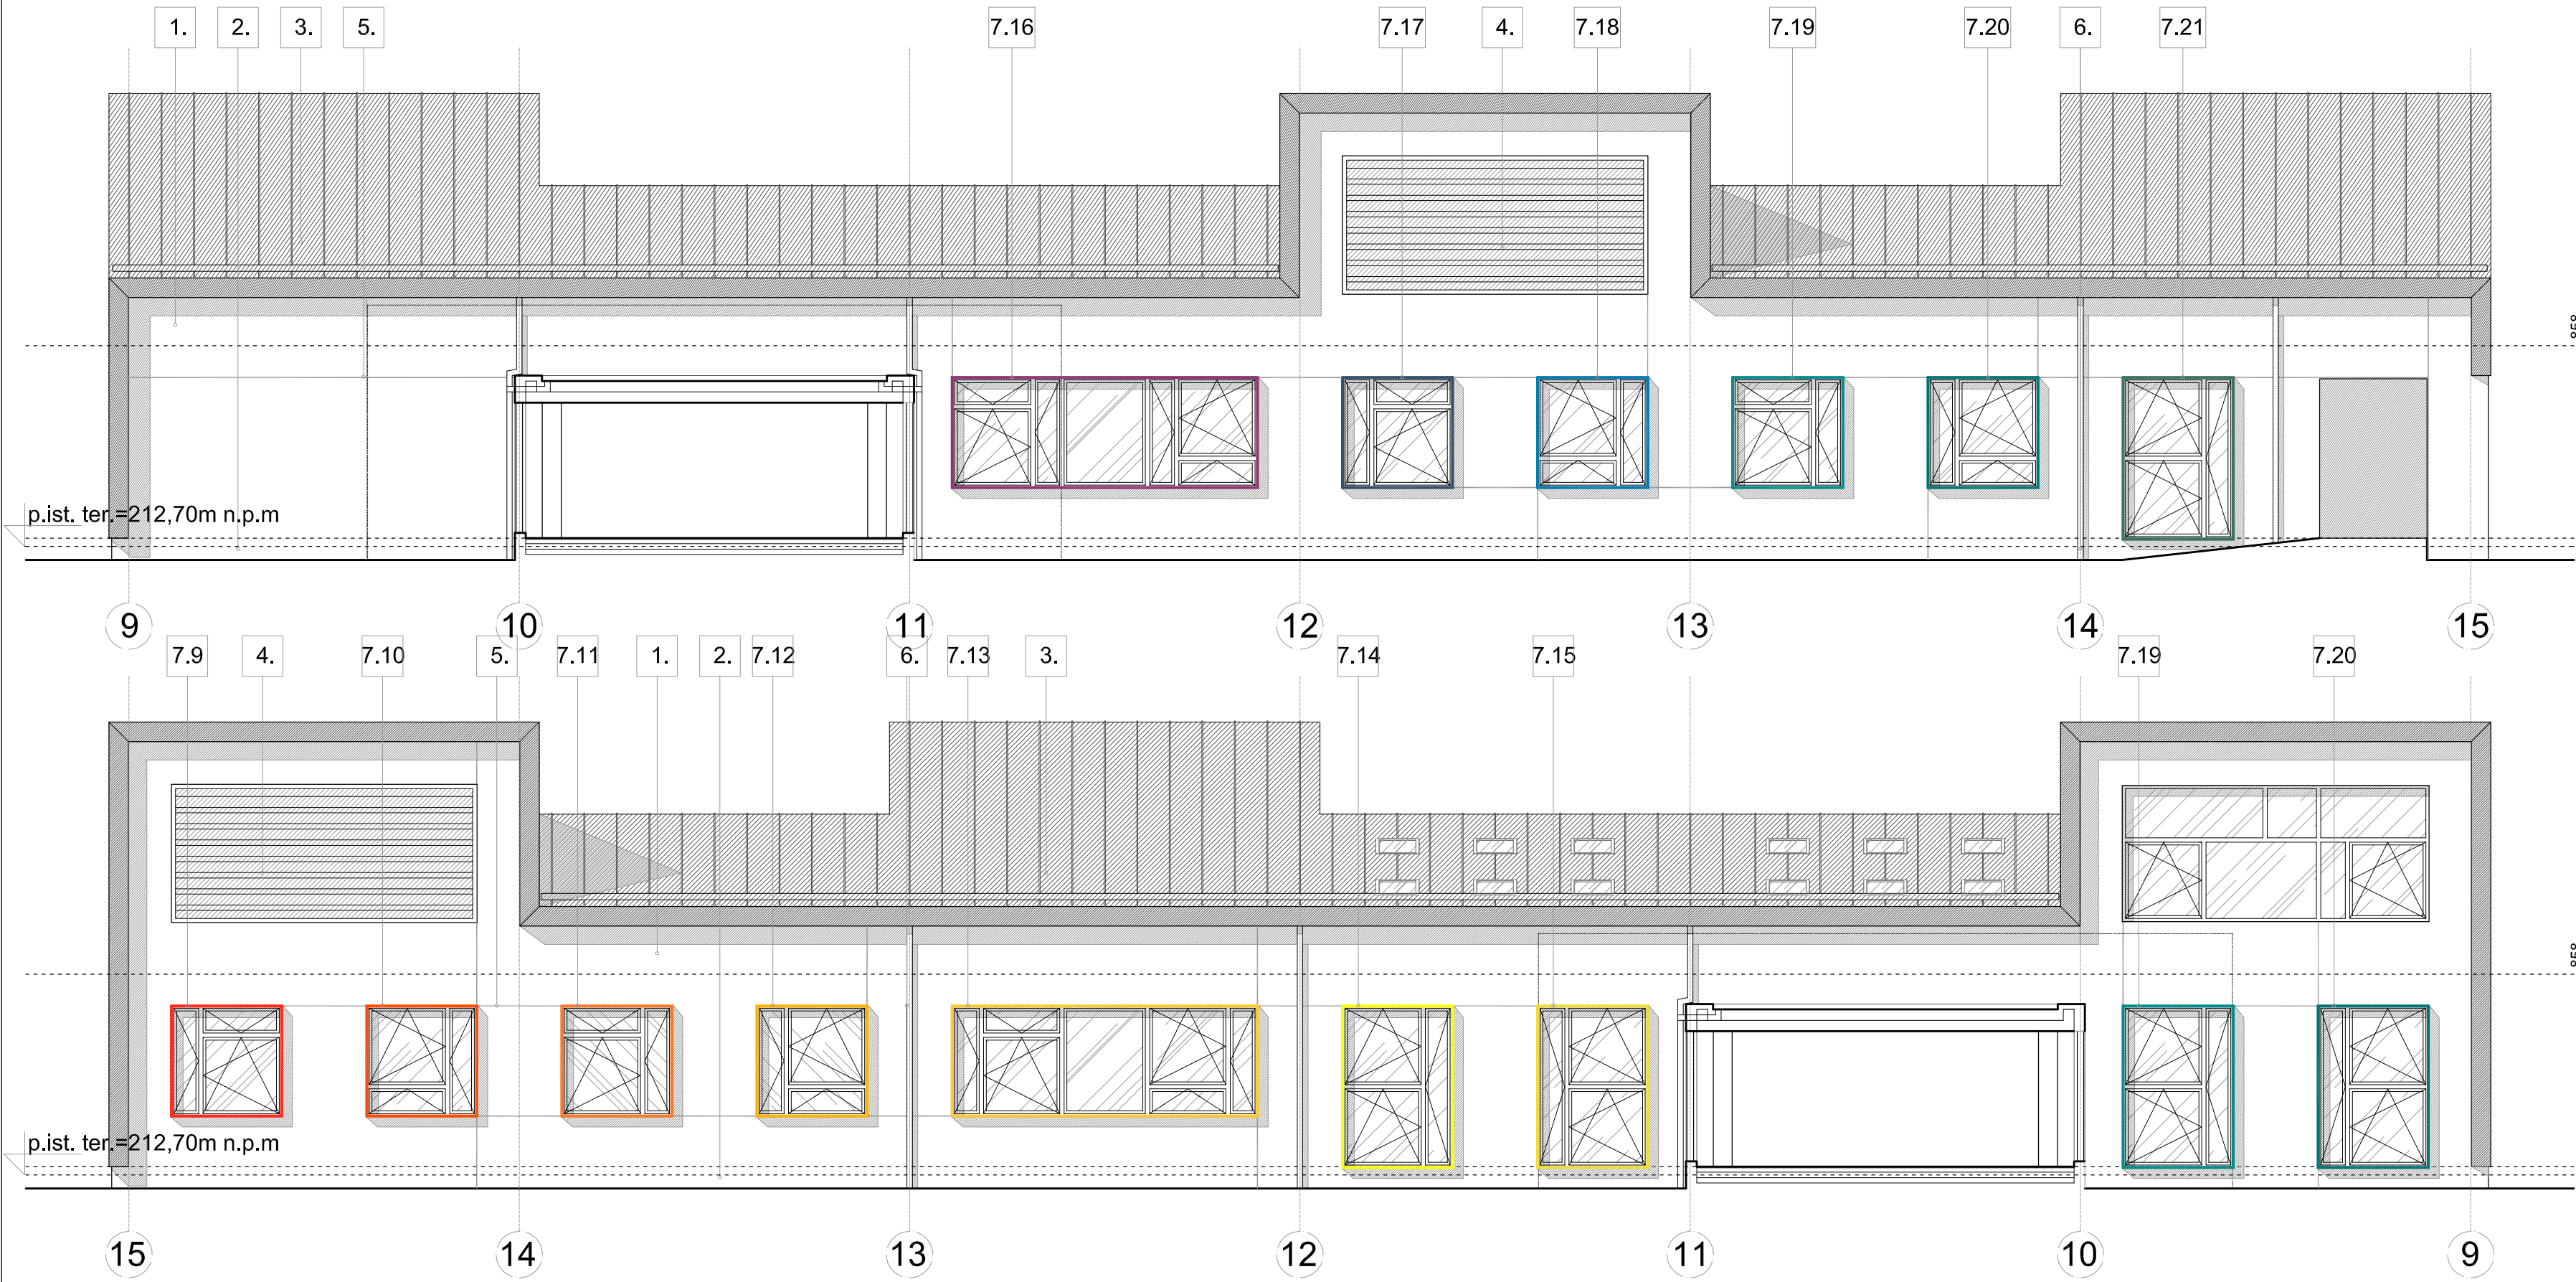 1. 2. 3. 5. 7.16 7.17 4. 7.18 7.19 7.20 6. 7.21
858
p.ist. ter.=212,70m n.p.m
9 10 11 12 13 14 15
7.9 4. 7.10 5. 7.11 1. 2. 7.12 6. 7.13 3. 7.14 7.15 7.19 7.20
858
p.ist. ter.=212,70m n.p.m
15 14 13 12 11 10 9